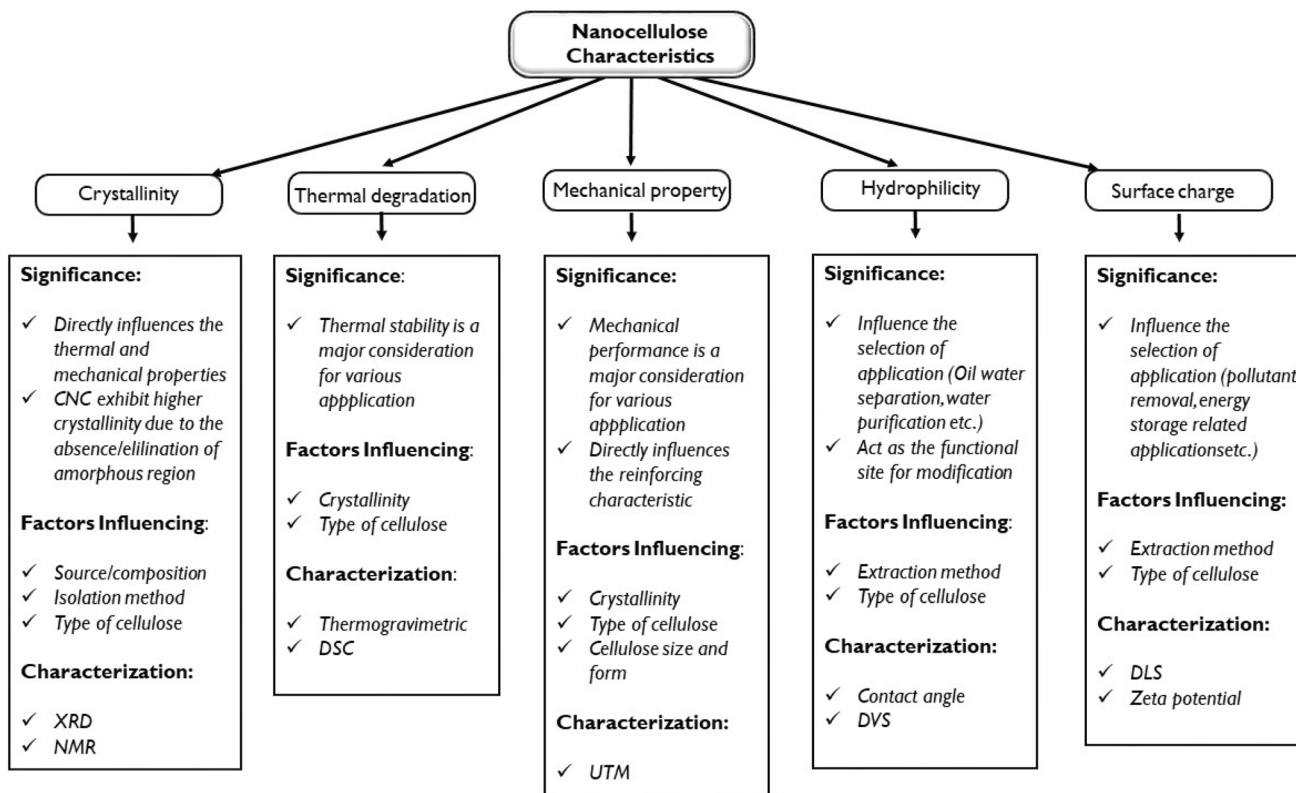 Nanocellulose
Characteristics
Crystallinity
Thermal degradation
Mechanical property
Hydrophilicity
Surface charge
Significance:
✓ Directly influences the
thermal and
mechanical properties
✓ CNC exhibit higher
crystallinity due to the
absence/elilination of
amorphous region
Factors Influencing:
✓ Source/composition
✓ Isolation method
✓ Type of cellulose
Characterization:
✓ XRD
✓ NMR
Significance:
✓ Thermal stability is a
major consideration
for various
appplication
Factors Influencing:
✓ Crystallinity
✓ Type of cellulose
Characterization:
✓ Thermogravimetric
✓ DSC
Significance:
✓ Mechanical
performance is a
major consideration
for various
appplication
✓ Directly influences
the reinforcing
characteristic
Factors Influencing:
✓ Crystallinity
✓ Type of cellulose
✓ Cellulose size and
form
Characterization:
✓ UTM
Significance:
✓ Influence the
selection of
application (Oil water
separation,water
purification etc.)
✓ Act as the functional
site for modification
Factors Influencing:
✓ Extraction method
✓ Type of cellulose
Characterization:
✓ Contact angle
✓ DVS
Significance:
✓ Influence the
selection of
application (pollutant
removal,energy
storage related
applicationsetc.)
Factors Influencing:
✓ Extraction method
✓ Type of cellulose
Characterization:
✓ DLS
✓ Zeta potential